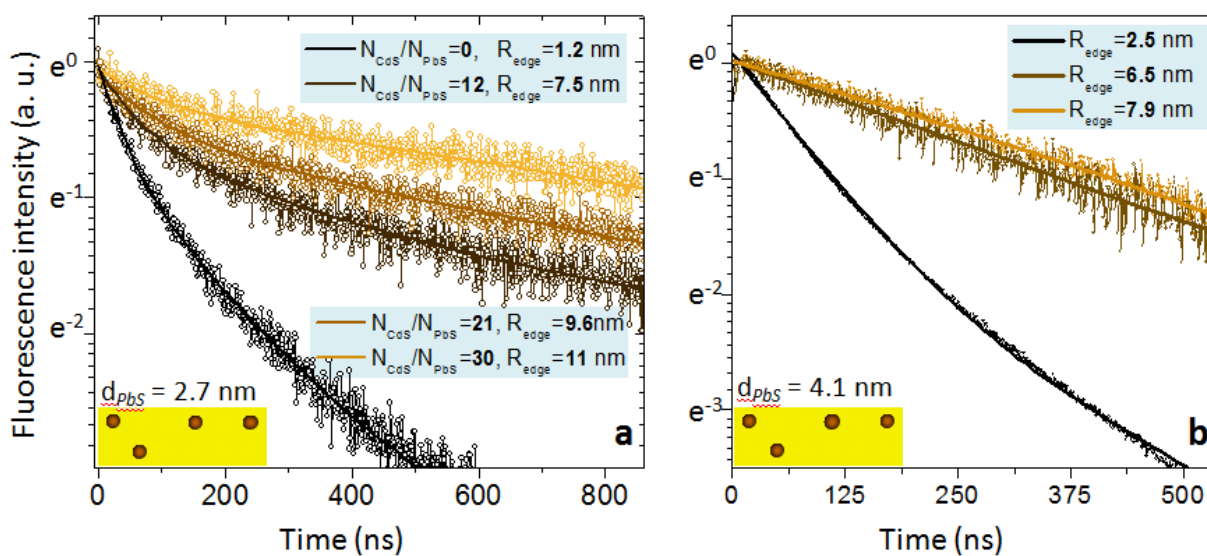 Fluorescence intensity (a. u.)
e⁰
e⁻¹
e⁻²
N_CdS/N_PbS=0, R_edge=1.2 nm
N_CdS/N_PbS=12, R_edge=7.5 nm
N_CdS/N_PbS=21, R_edge=9.6nm
N_CdS/N_PbS=30, R_edge=11 nm
d_PbS = 2.7 nm
a
0 200 400 600 800
Time (ns)
e⁰
e⁻¹
e⁻²
e⁻³
R_edge=2.5 nm
R_edge=6.5 nm
R_edge=7.9 nm
d_PbS = 4.1 nm
b
0 125 250 375 500
Time (ns)